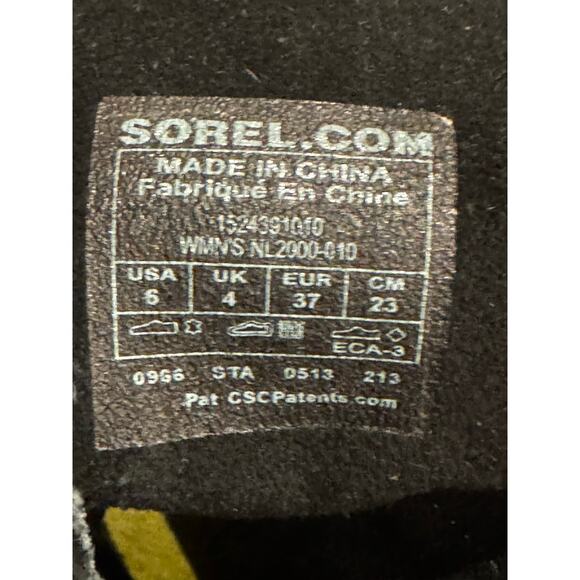 SOREL.COM
MADE IN CHINA
Fabriqué En Chine
1524391010
WMN'S NL2000-010
USA UK EUR CM
6 4 37 23
ECA-3
0966 STA 0513 213
Pat CSCPatents.com